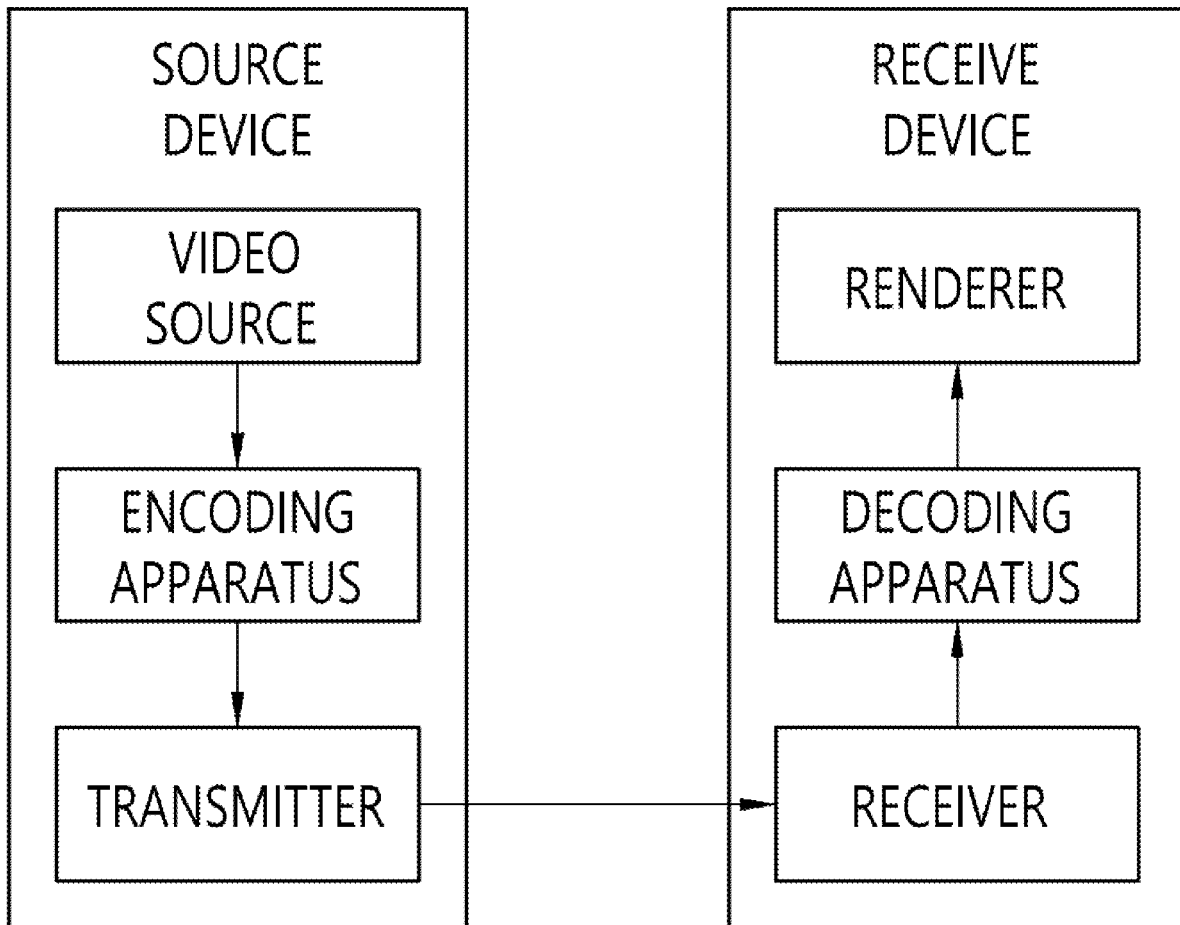 SOURCE
DEVICE
VIDEO
SOURCE
ENCODING
APPARATUS
TRANSMITTER
RECEIVE
DEVICE
RENDERER
DECODING
APPARATUS
RECEIVER